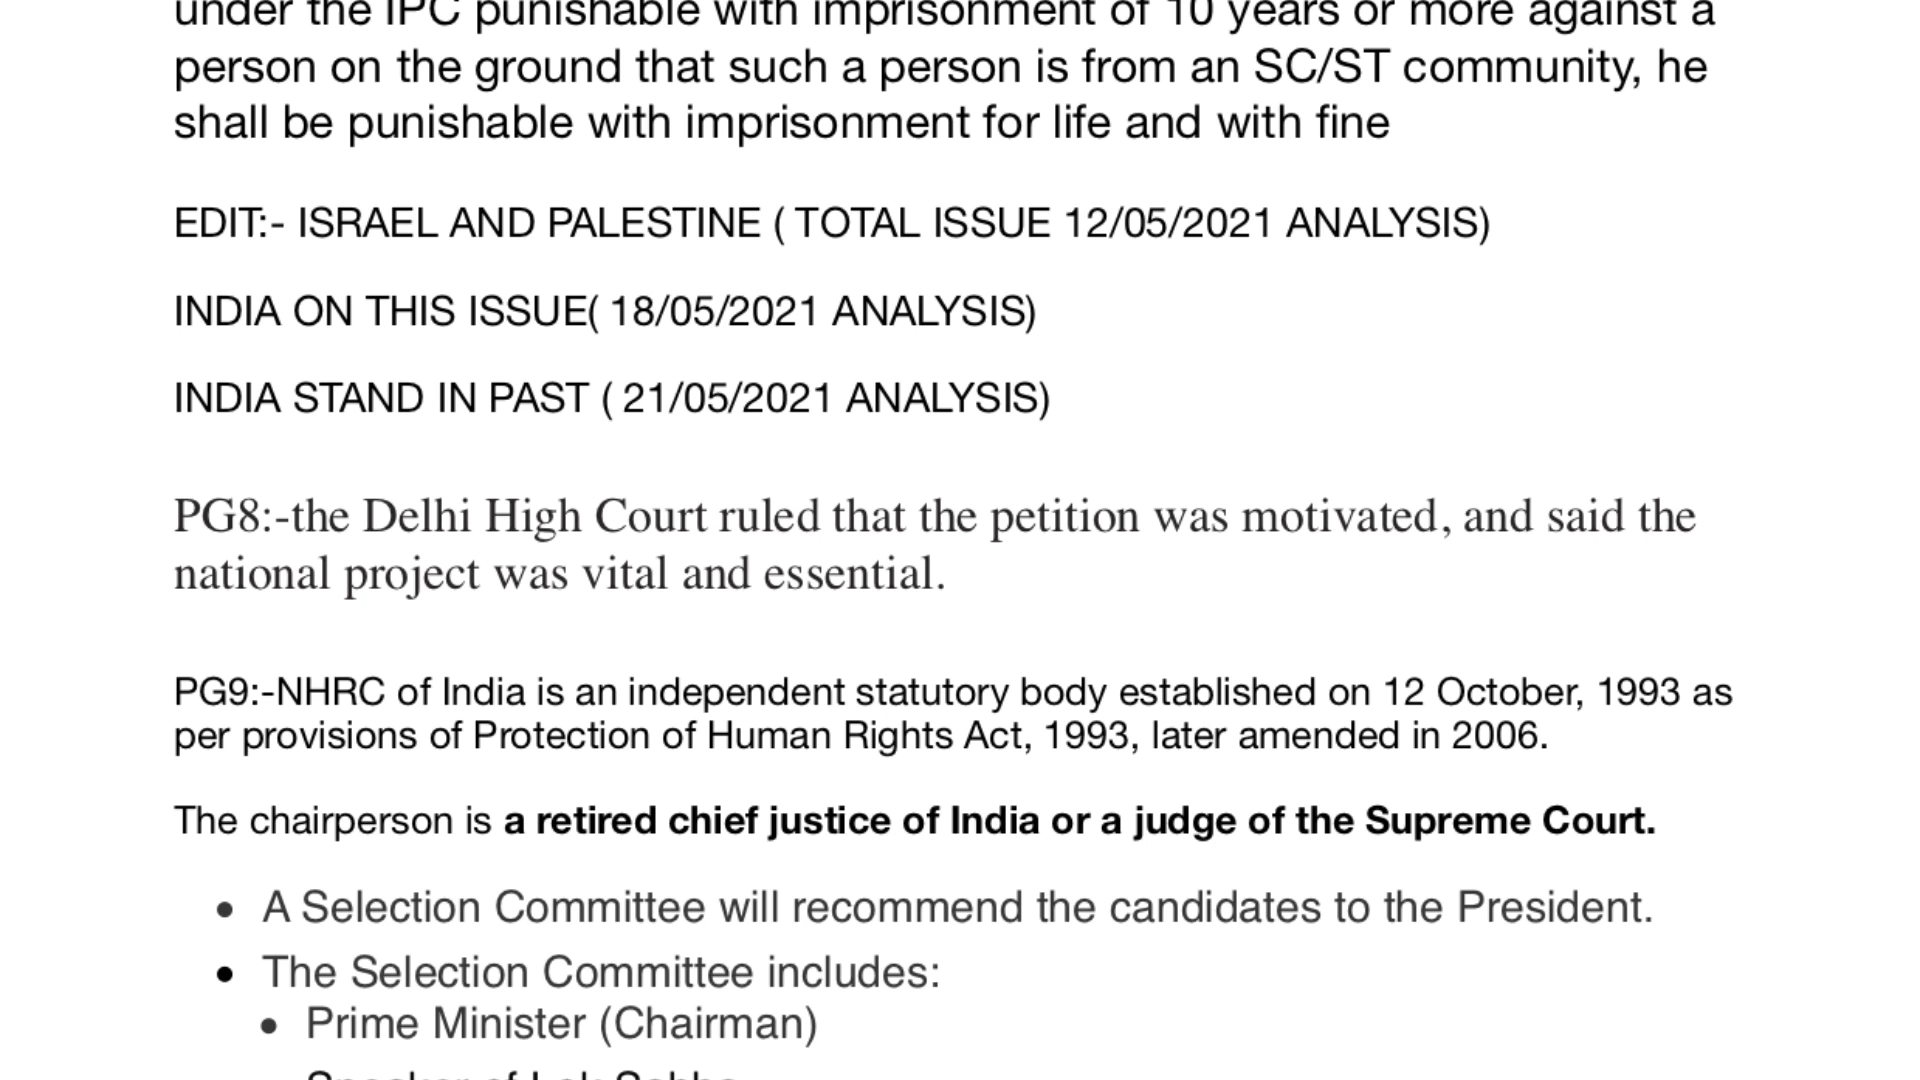 under the IPC punishable with imprisonment of 10 years or more against a
person on the ground that such a person is from an SC/ST community, he
shall be punishable with imprisonment for life and with fine
EDIT:- ISRAEL AND PALESTINE ( TOTAL ISSUE 12/05/2021 ANALYSIS)
INDIA ON THIS ISSUE( 18/05/2021 ANALYSIS)
INDIA STAND IN PAST ( 21/05/2021 ANALYSIS)
PG8:-the Delhi High Court ruled that the petition was motivated, and said the
national project was vital and essential.
PG9:-NHRC of India is an independent statutory body established on 12 October, 1993 as
per provisions of Protection of Human Rights Act, 1993, later amended in 2006.
The chairperson is a retired chief justice of India or a judge of the Supreme Court.
• A Selection Committee will recommend the candidates to the President.
• The Selection Committee includes:
• Prime Minister (Chairman)
Speaker of Lok Sabha